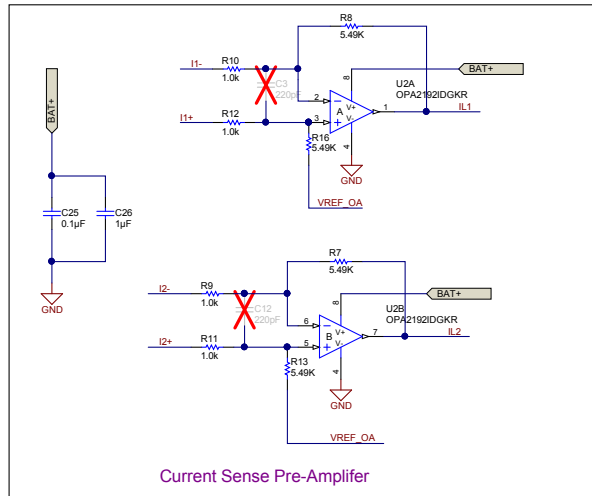 R8
5.49K
I1-
R10
1.0k
C3
220pF
BAT+
8
U2A
OPA2192IDGKR
2
V+
A
1
IL1
I1+
R12
1.0k
3
V-
R16
5.49K
4
GND
VREF_OA
BAT+
C25
0.1µF
C26
1µF
GND
R7
5.49K
I2-
R9
1.0k
C12
220pF
BAT+
8
U2B
OPA2192IDGKR
6
V+
B
7
IL2
I2+
R11
1.0k
5
V-
R13
5.49K
4
GND
VREF_OA
Current Sense Pre-Amplifer